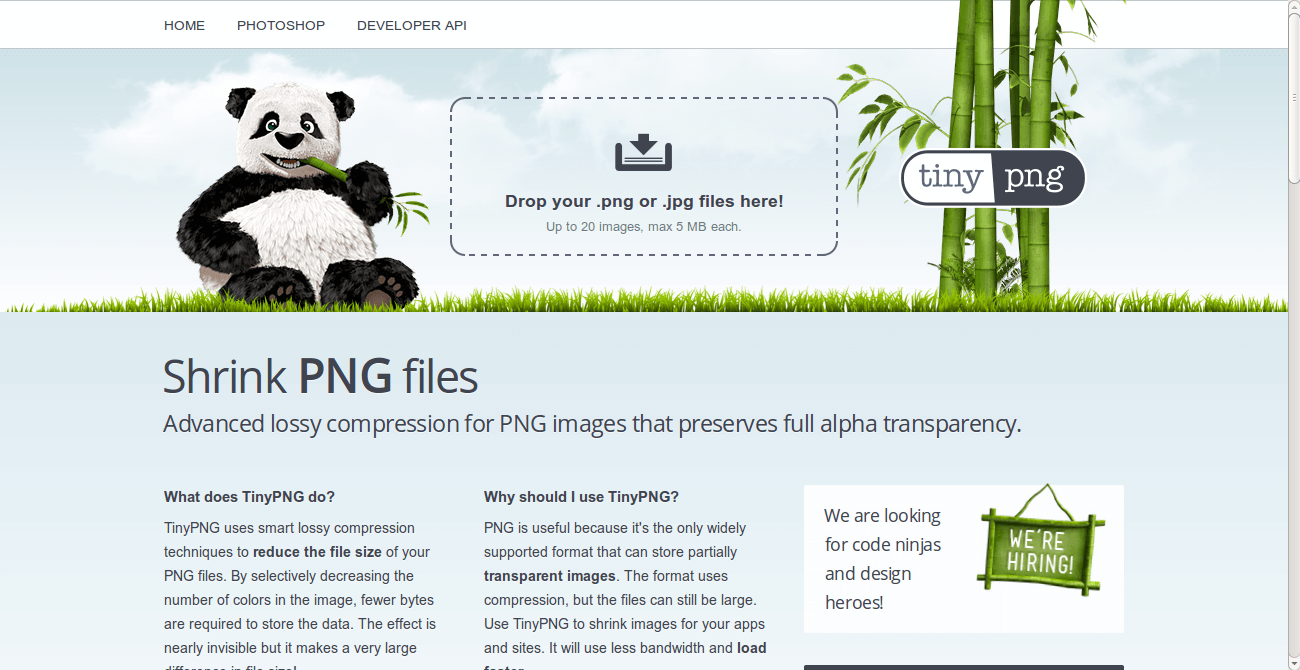 HOME PHOTOSHOP DEVELOPER API
Drop your .png or .jpg files here!
Up to 20 images, max 5 MB each.
tiny png
Shrink PNG files
Advanced lossy compression for PNG images that preserves full alpha transparency.
What does TinyPNG do?
TinyPNG uses smart lossy compression
techniques to reduce the file size of your
PNG files. By selectively decreasing the
number of colors in the image, fewer bytes
are required to store the data. The effect is
nearly invisible but it makes a very large
difference in file size!
Why should I use TinyPNG?
PNG is useful because it's the only widely
supported format that can store partially
transparent images. The format uses
compression, but the files can still be large.
Use TinyPNG to shrink images for your apps
and sites. It will use less bandwidth and load
faster.
We are looking
for code ninjas
and design
heroes!
WE'RE
HIRING!